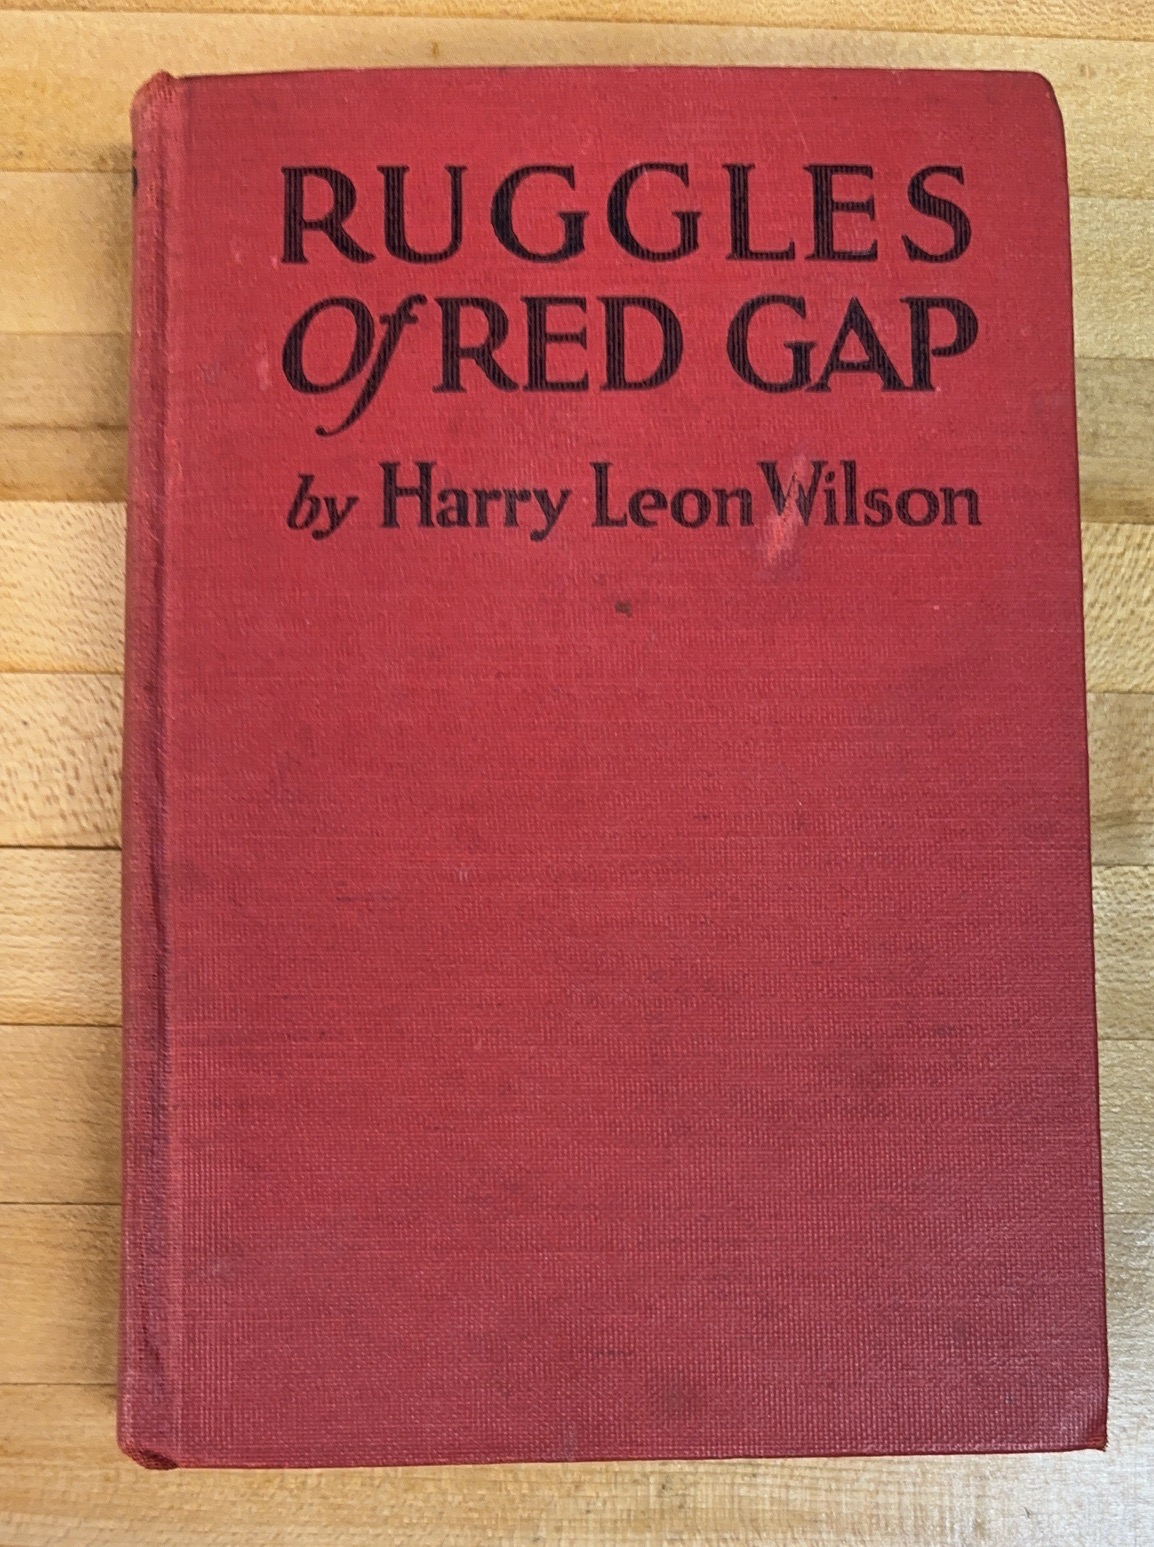 RUGGLES
Of RED GAP
by Harry Leon Wilson